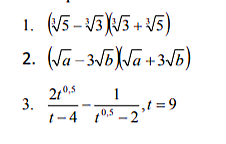 1. (∛5 − ∛3)(∛3 + ∛5)
2. (√a − 3√b)(√a + 3√b)
3. 2t^0,5 / (t − 4) − 1 / (t^0,5 − 2), t = 9